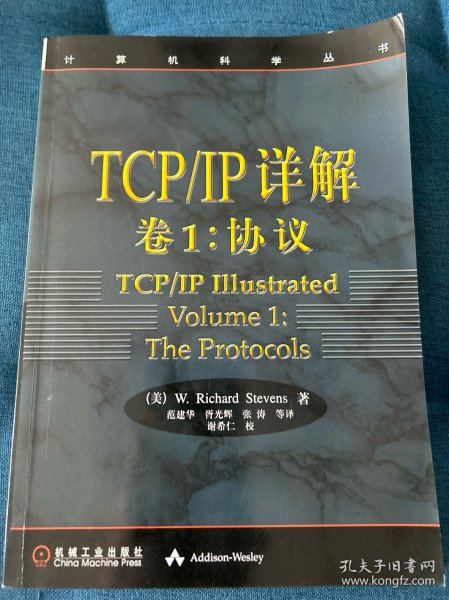 计算机科学丛书
TCP/IP 详解
卷1：协议
TCP/IP Illustrated
Volume 1:
The Protocols
（美） W. Richard Stevens 著
范建华 胥光辉 张涛 等译
谢希仁 校
机械工业出版社
China Machine Press
Addison-Wesley
孔夫子旧书网
www.kongfz.com